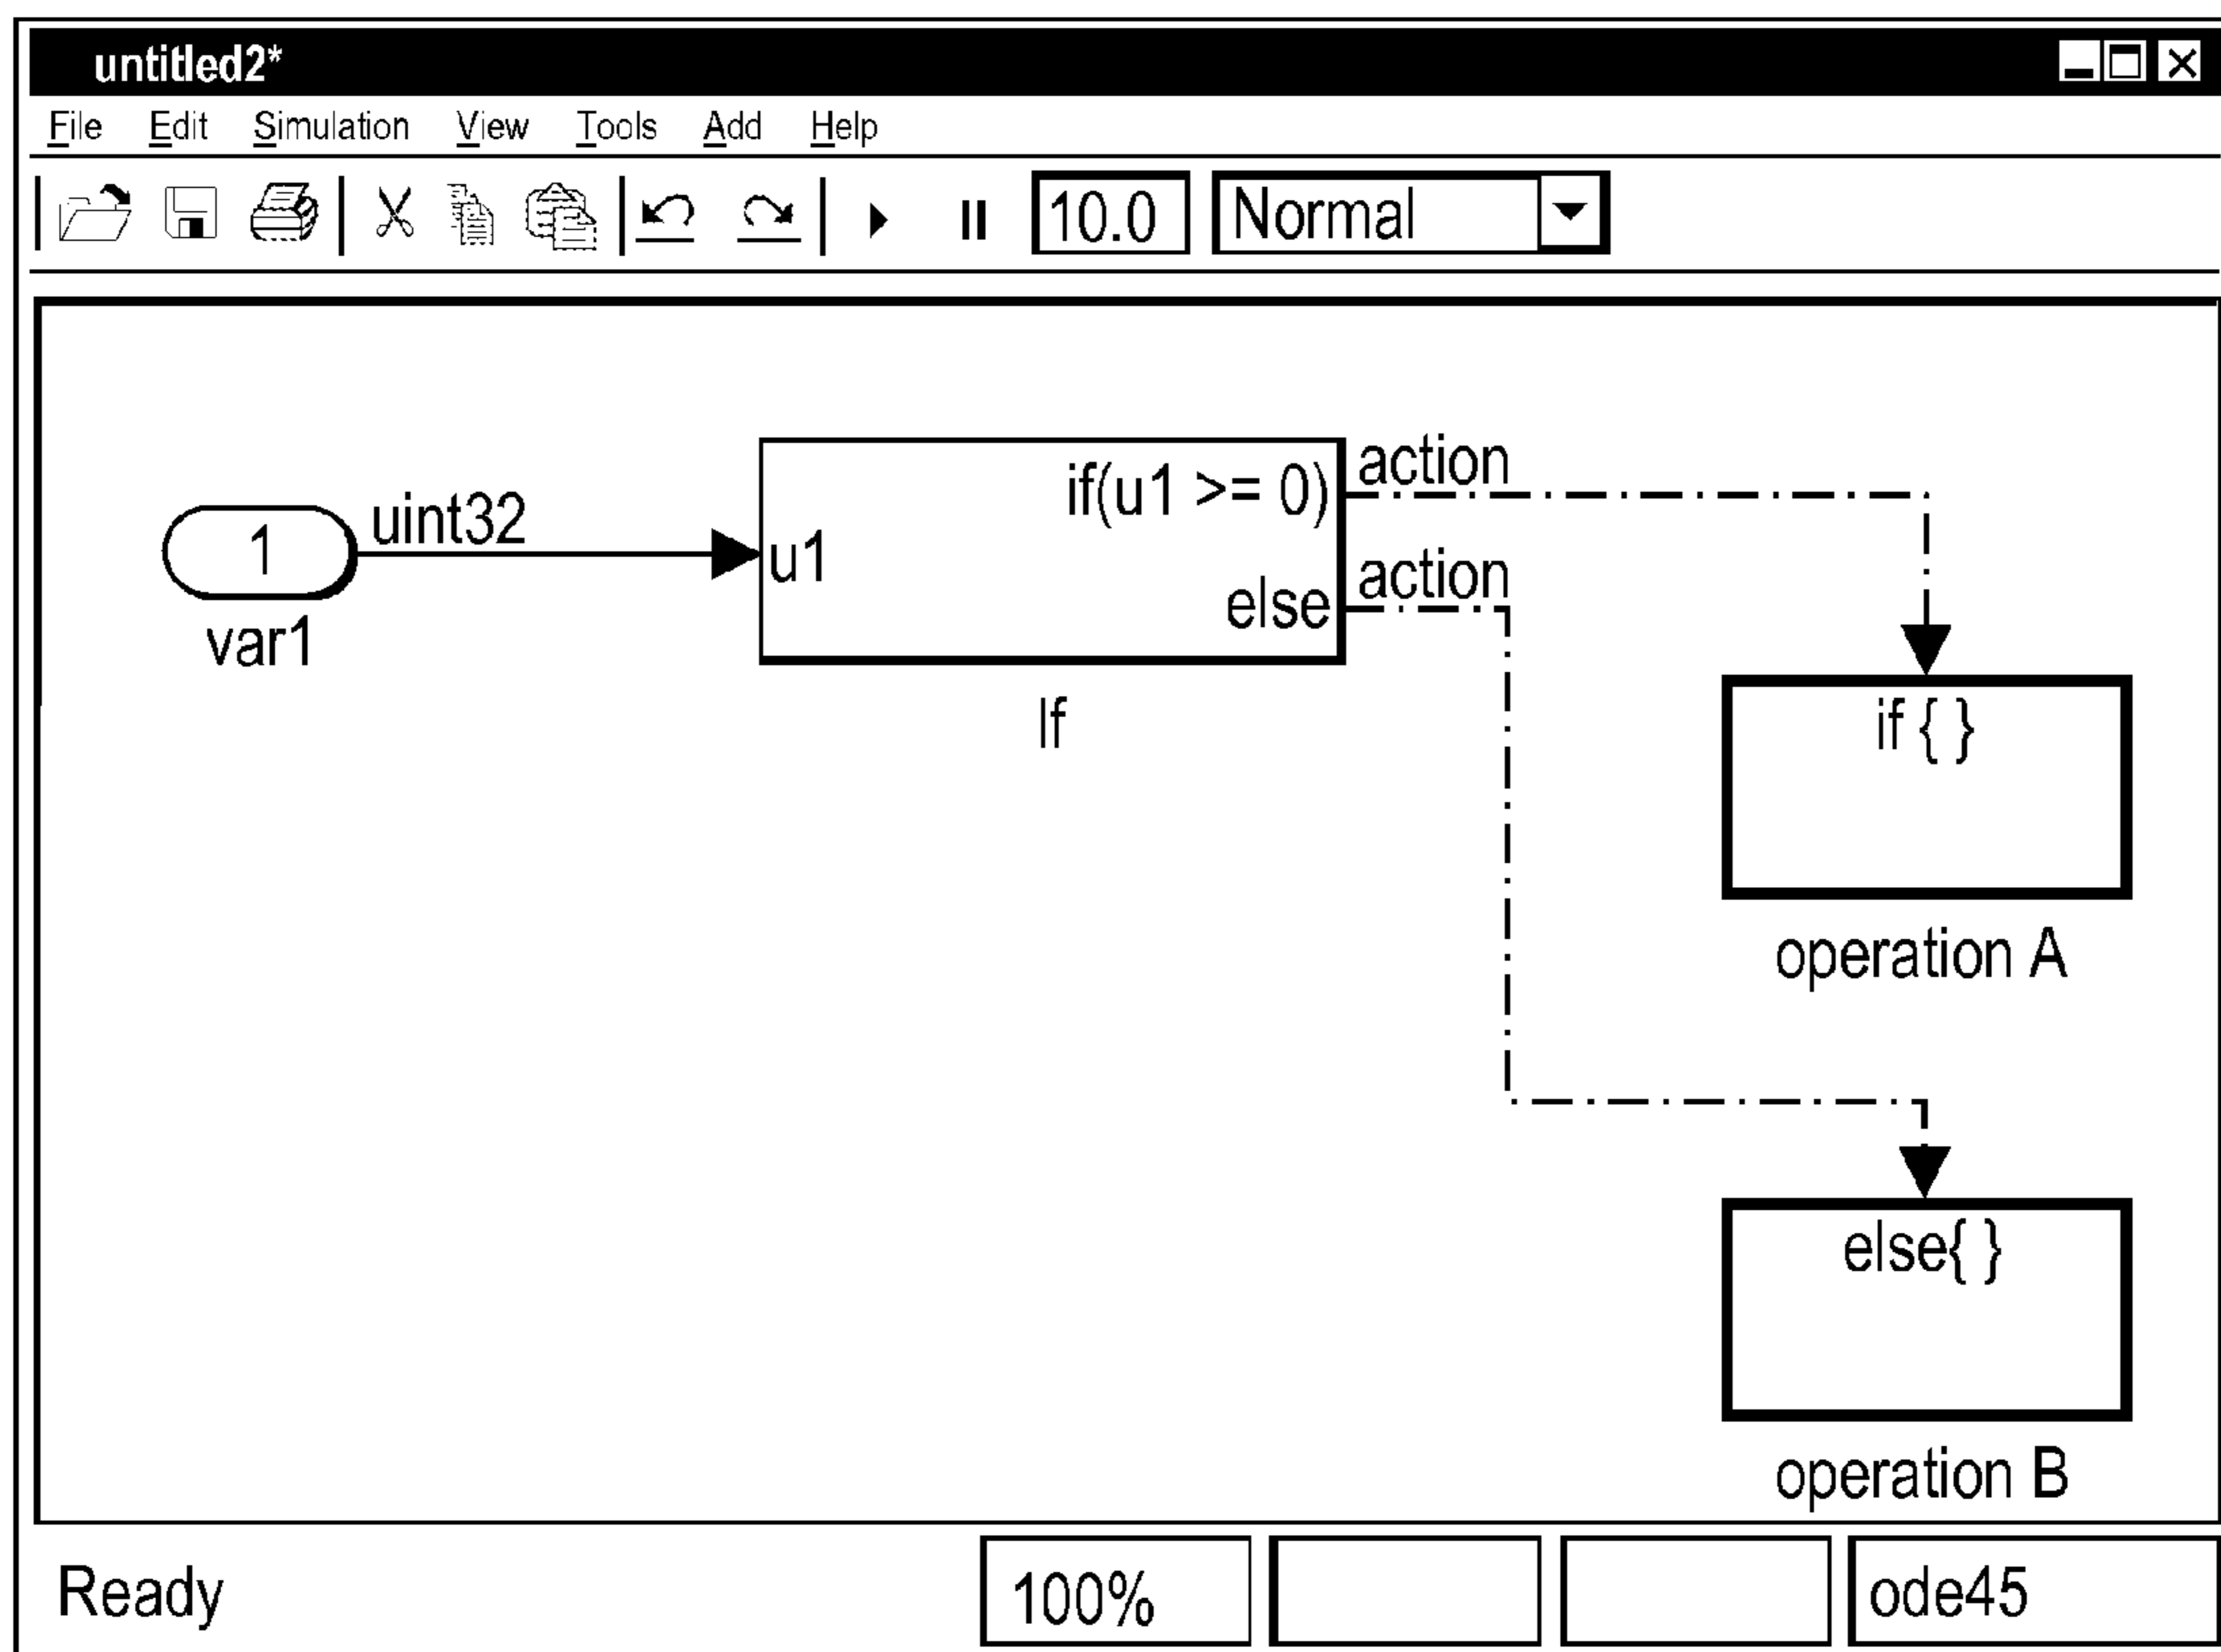 untitled2*
File Edit Simulation View Tools Add Help
10.0 Normal
action
if(u1 >= 0)
uint32
1
u1
action
else
var1
If
if { }
operation A
else{ }
operation B
Ready 100% ode45